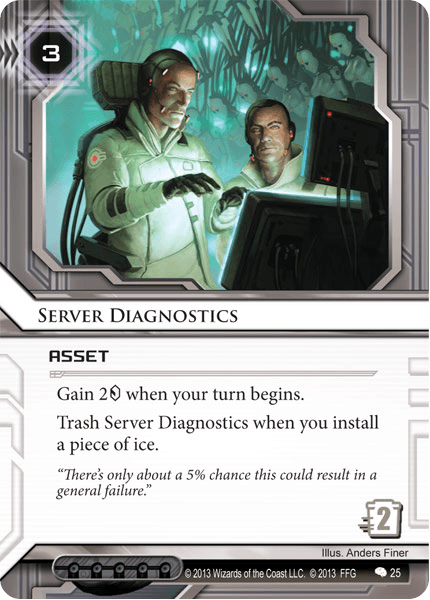 3
SERVER DIAGNOSTICS
ASSET
Gain 2 when your turn begins.
Trash Server Diagnostics when you install
a piece of ice.
“There’s only about a 5% chance this could result in a
general failure.”
2
Illus. Anders Finer
© 2013 Wizards of the Coast LLC. © 2013 FFG 25